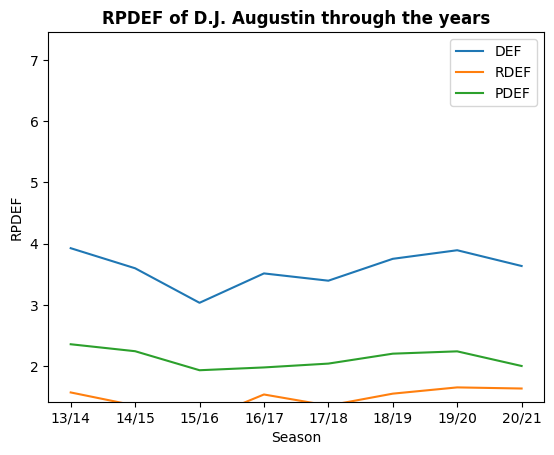 RPDEF of D.J. Augustin through the years
DEF
RDEF
PDEF
7
6
5
4
3
2
RPDEF
13/14 14/15 15/16 16/17 17/18 18/19 19/20 20/21
Season